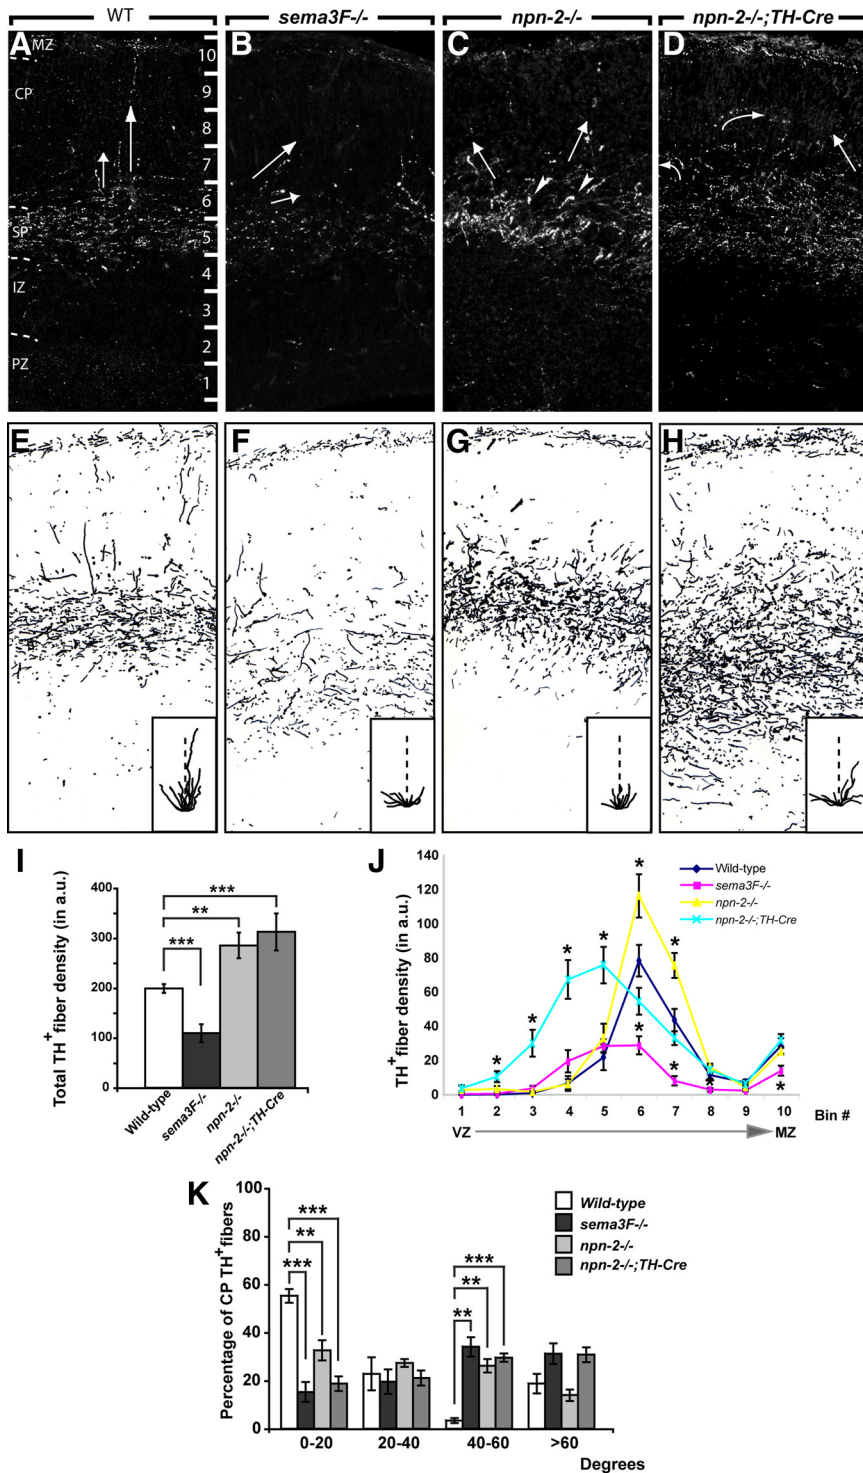 WT
sema3F-/-
npn-2-/-
npn-2-/-;TH-Cre
A
MZ
CP
SP
IZ
PZ
10
9
8
7
6
5
4
3
2
1
B
C
D
E
F
G
H
I
Total TH+fiber density (in a.u.)
400
300
200
100
0
***
**
***
Wild-type
sema3F-/-
npn-2-/-
npn-2-/-;TH-Cre
J
TH+fiber density (in a.u.)
140
120
100
80
60
40
20
0
Wild-type
sema3F-/-
npn-2-/-
npn-2-/-;TH-Cre
* * * * * * * * * * *
1 2 3 4 5 6 7 8 9 10 Bin #
VZ MZ
K
Percentage of CP TH+fibers
100
80
60
40
20
0
***
**
***
***
**
**
Wild-type
sema3F-/-
npn-2-/-
npn-2-/-;TH-Cre
0-20 20-40 40-60 >60
Degrees